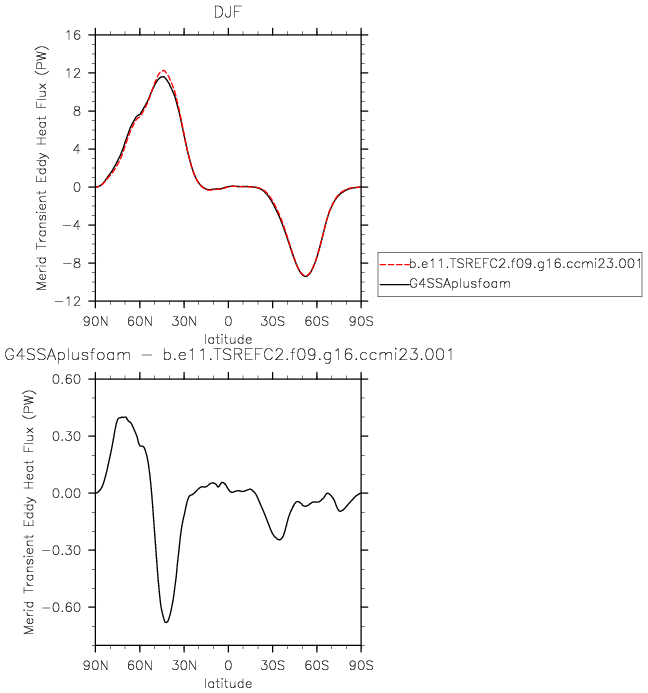 DJF
Merid Transient Eddy Heat Flux (PW)
16
12
8
4
0
−4
−8
−12
90N 60N 30N 0 30S 60S 90S
latitude
b.e11.TSREFC2.f09.g16.ccmi23.001
G4SSAplusfoam
G4SSAplusfoam − b.e11.TSREFC2.f09.g16.ccmi23.001
Merid Transient Eddy Heat Flux (PW)
0.60
0.30
0.00
−0.30
−0.60
90N 60N 30N 0 30S 60S 90S
latitude